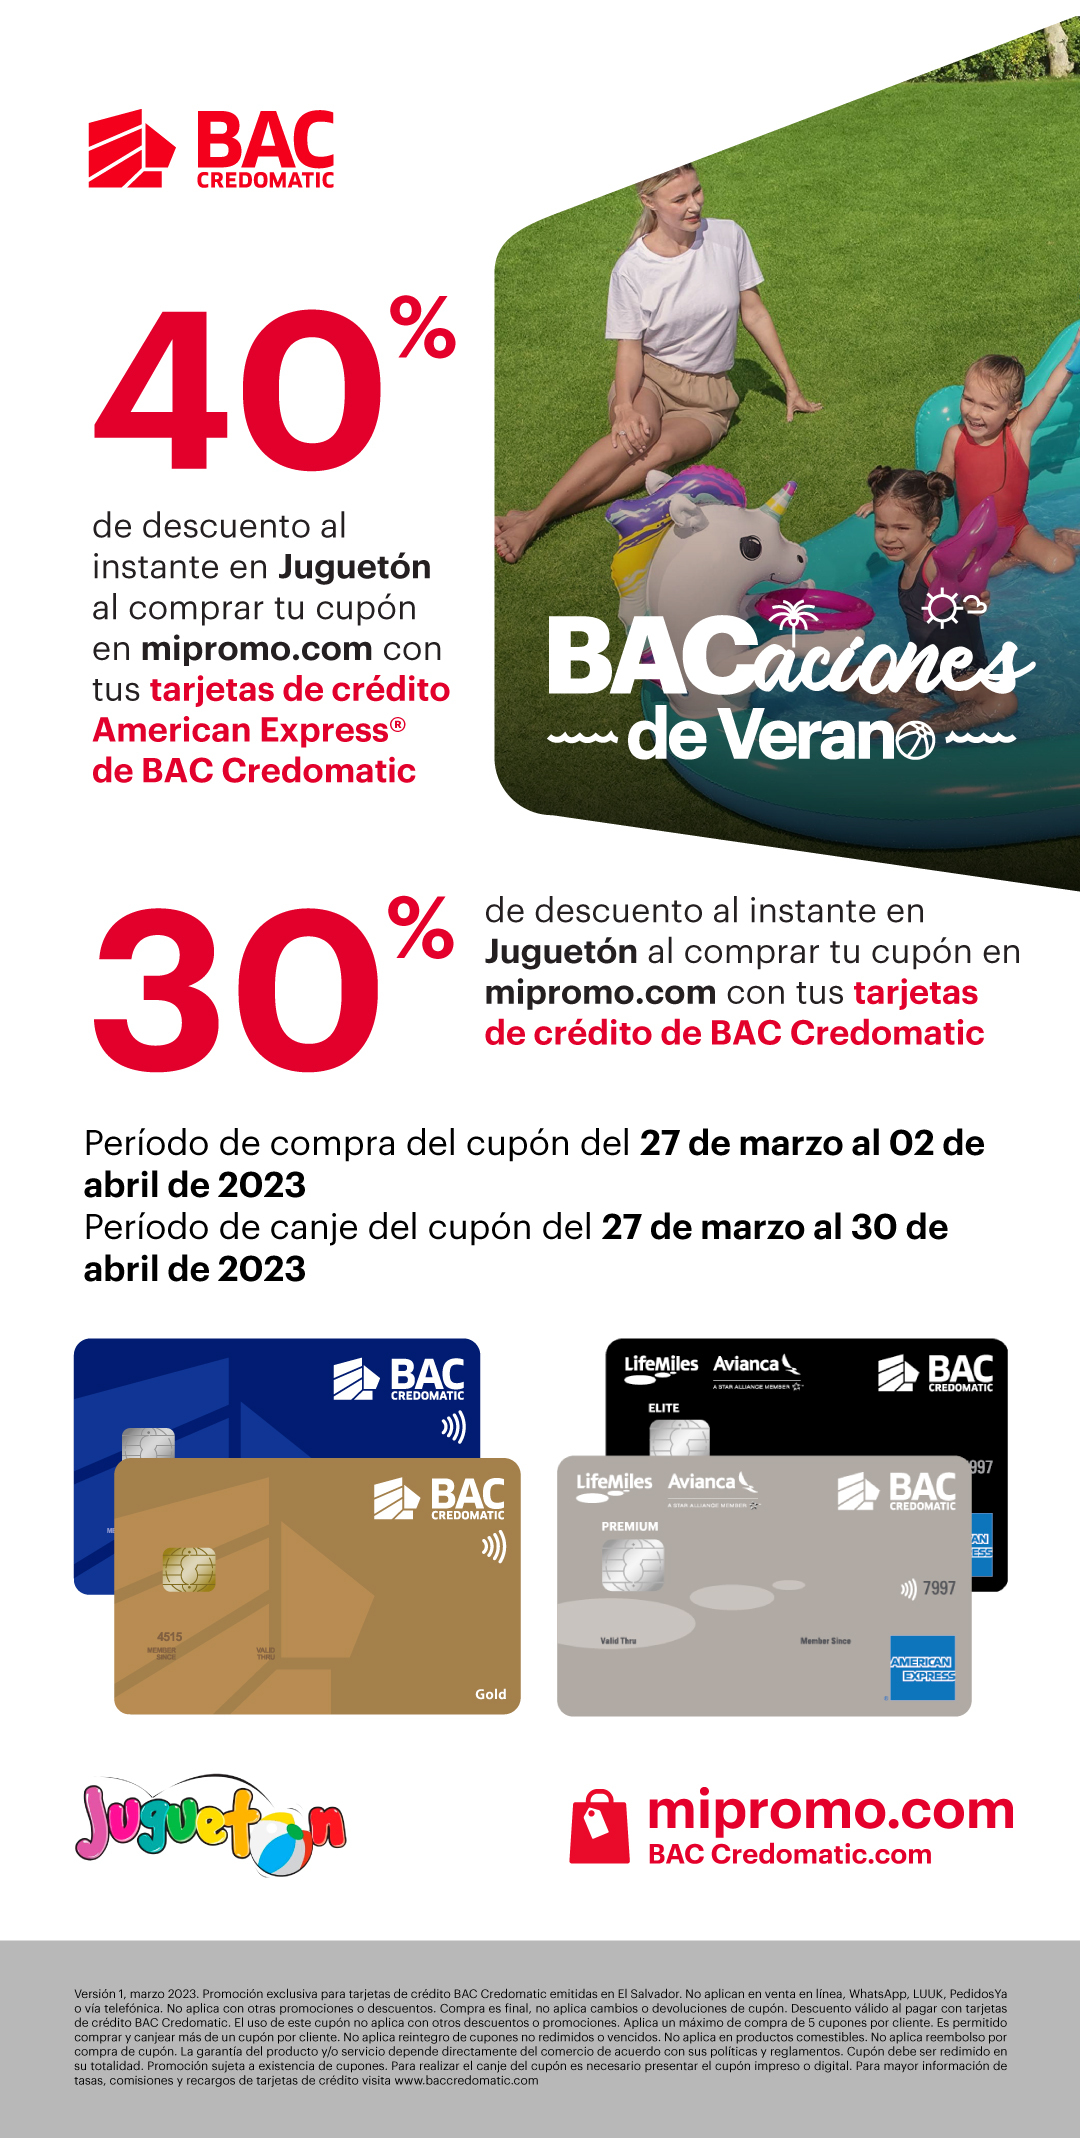 BAC
CREDOMATIC
40%
de descuento al
instante en Juguetón
al comprar tu cupón
en mipromo.com con
tus tarjetas de crédito
American Express®
de BAC Credomatic
BACaciones
de Verano
30%
de descuento al instante en
Juguetón al comprar tu cupón en
mipromo.com con tus tarjetas
de crédito de BAC Credomatic
Período de compra del cupón del 27 de marzo al 02 de
abril de 2023
Período de canje del cupón del 27 de marzo al 30 de
abril de 2023
BAC
CREDOMATIC
BAC
CREDOMATIC
4515
MEMBER
SINCE
VALID
THRU
Gold
LifeMiles Avianca
A STAR ALLIANCE MEMBER
BAC
CREDOMATIC
ELITE
997
AN
ESS
LifeMiles Avianca
A STAR ALLIANCE MEMBER
BAC
CREDOMATIC
PREMIUM
7997
Valid Thru
Member Since
AMERICAN
EXPRESS
Juguetón
mipromo.com
BAC Credomatic.com
Versión 1, marzo 2023. Promoción exclusiva para tarjetas de crédito BAC Credomatic emitidas en El Salvador. No aplican en venta en línea, WhatsApp, LUUK, PedidosYa
o vía telefónica. No aplica con otras promociones o descuentos. Compra es final, no aplica cambios o devoluciones de cupón. Descuento válido al pagar con tarjetas
de crédito BAC Credomatic. El uso de este cupón no aplica con otros descuentos o promociones. Aplica un máximo de compra de 5 cupones por cliente. Es permitido
comprar y canjear más de un cupón por cliente. No aplica reintegro de cupones no redimidos o vencidos. No aplica en productos comestibles. No aplica reembolso por
compra de cupón. La garantía del producto y/o servicio depende directamente del comercio de acuerdo con sus políticas y reglamentos. Cupón debe ser redimido en
su totalidad. Promoción sujeta a existencia de cupones. Para realizar el canje del cupón es necesario presentar el cupón impreso o digital. Para mayor información de
tasas, comisiones y recargos de tarjetas de crédito visita www.baccredomatic.com